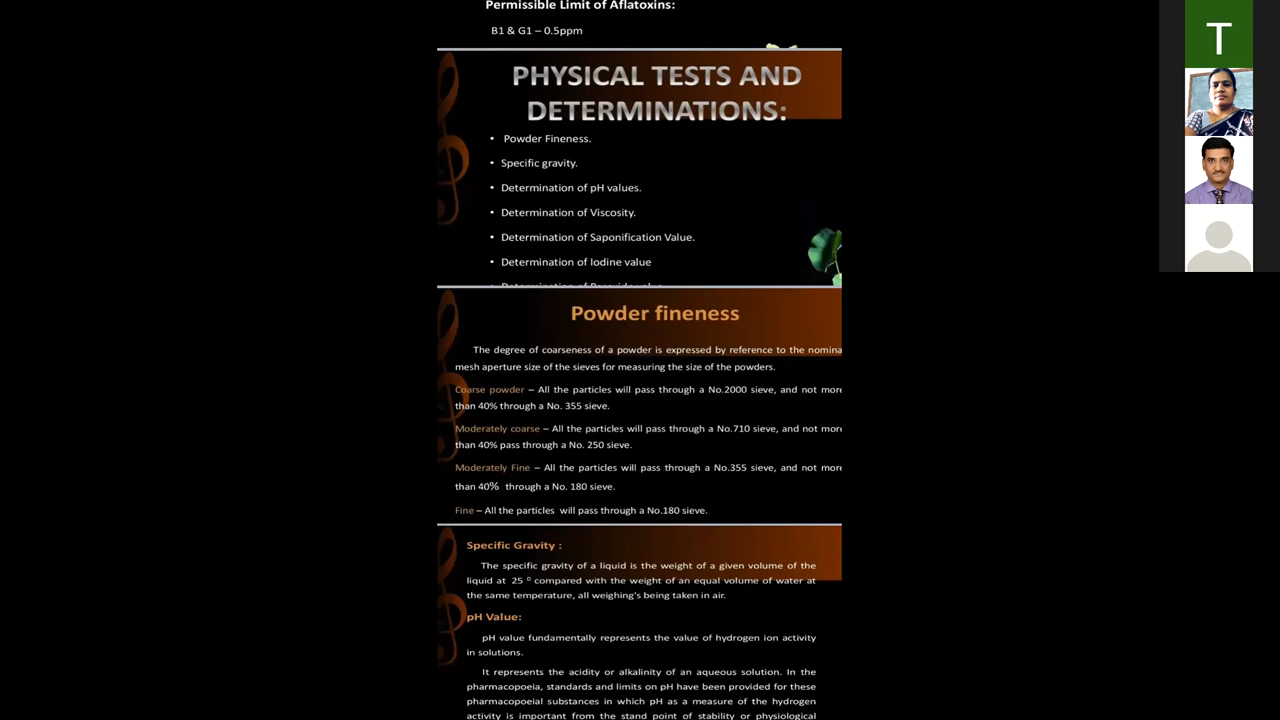 Permissible Limit of Aflatoxins:
B1 & G1 – 0.5ppm
PHYSICAL TESTS AND
DETERMINATIONS:
• Powder Fineness.
• Specific gravity.
• Determination of pH values.
• Determination of Viscosity.
• Determination of Saponification Value.
• Determination of Iodine value
• Determination of Peroxide value
Powder fineness
The degree of coarseness of a powder is expressed by reference to the nomina
mesh aperture size of the sieves for measuring the size of the powders.
Coarse powder – All the particles will pass through a No.2000 sieve, and not more
than 40% through a No. 355 sieve.
Moderately coarse – All the particles will pass through a No.710 sieve, and not more
than 40% pass through a No. 250 sieve.
Moderately Fine – All the particles will pass through a No.355 sieve, and not more
than 40% through a No. 180 sieve.
Fine – All the particles will pass through a No.180 sieve.
Specific Gravity :
The specific gravity of a liquid is the weight of a given volume of the
liquid at 25 ⁰ compared with the weight of an equal volume of water at
the same temperature, all weighing's being taken in air.
pH Value:
pH value fundamentally represents the value of hydrogen ion activity
in solutions.
It represents the acidity or alkalinity of an aqueous solution. In the
pharmacopoeia, standards and limits on pH have been provided for these
pharmacopoeial substances in which pH as a measure of the hydrogen
activity is important from the stand point of stability or physiological
T